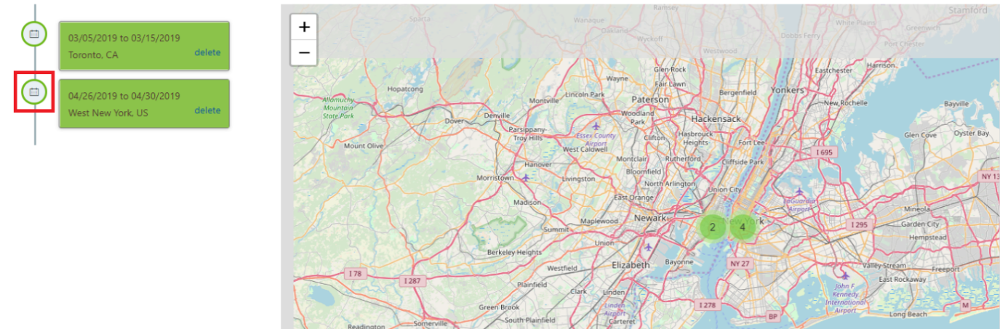 03/05/2019 to 03/15/2019
Toronto, CA
delete
04/26/2019 to 04/30/2019
West New York, US
delete
+
−
Sparta
Ramsey
Stamford
Wanaque
Oakland
Wyckoff
Dobbs Ferry
White Plains
Greenwich
Port Chester
Westwood
Glen Rock
Fair Lawn
Eastchester
Harrison
Hopatcong
Wayne
Lincoln Park
Paterson
Bergenfield
Yonkers
Allamuchy
Mountain
State Park
Montville
New Rochelle
Bayville
Denville
Dover
Woodland
Park
Hackensack
Parsippany-
Troy Hills
Essex County
Airport
Clifton
Hasbrouck
Heights
Fort Lee
Glen Cove
Oyster Bay
Mount Olive
West Caldwell
I 695
Montclair
Rutherford
Cliffside Park
Hanover
Bloomfield
Morristown
Livingston
North Arlington
Union City
NY 13
East Orange
LaGuardia
Airport
Madison
Mineola
Maplewood
Newark
2
4
New York
I 295
Garden City
Summit
Union
Hempstead
Berkeley Heights
Elizabeth
Bayonne
NY 27
Valley Stream
Freeport
Westfield
I 78
I 287
East Rockaway
Plainfield
Clark
Linden
John F.
Kennedy
International
Airport
Green Brook
Linden
Airport
I 278
M
BP
Long Beach
Somerville
South Plainfield
Carteret
Readington